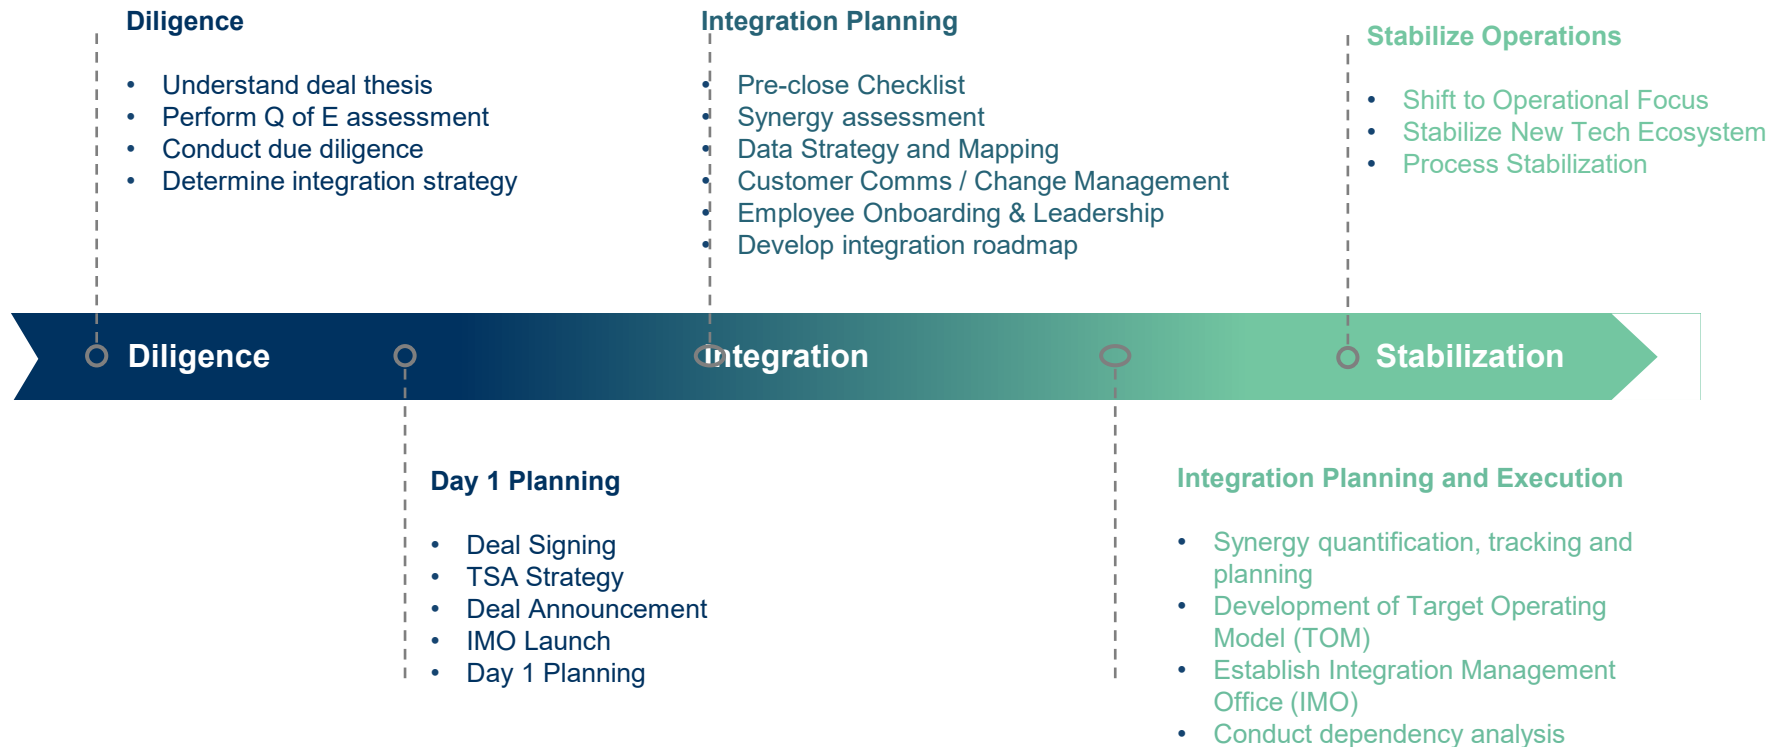 Diligence
• Understand deal thesis
• Perform Q of E assessment
• Conduct due diligence
• Determine integration strategy
Integration Planning
• Pre-close Checklist
• Synergy assessment
• Data Strategy and Mapping
• Customer Comms / Change Management
• Employee Onboarding & Leadership
• Develop integration roadmap
Stabilize Operations
• Shift to Operational Focus
• Stabilize New Tech Ecosystem
• Process Stabilization
Diligence
Integration
Stabilization
Day 1 Planning
• Deal Signing
• TSA Strategy
• Deal Announcement
• IMO Launch
• Day 1 Planning
Integration Planning and Execution
• Synergy quantification, tracking and
planning
• Development of Target Operating
Model (TOM)
• Establish Integration Management
Office (IMO)
• Conduct dependency analysis